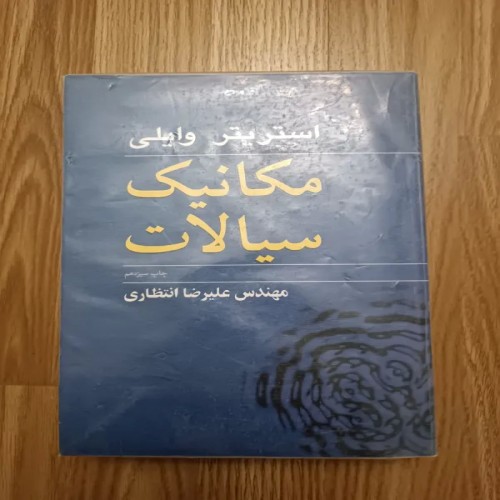 استریتر وایلی
مکانیک
سیالات
چاپ سیزدهم
مهندس علیرضا انتظاری